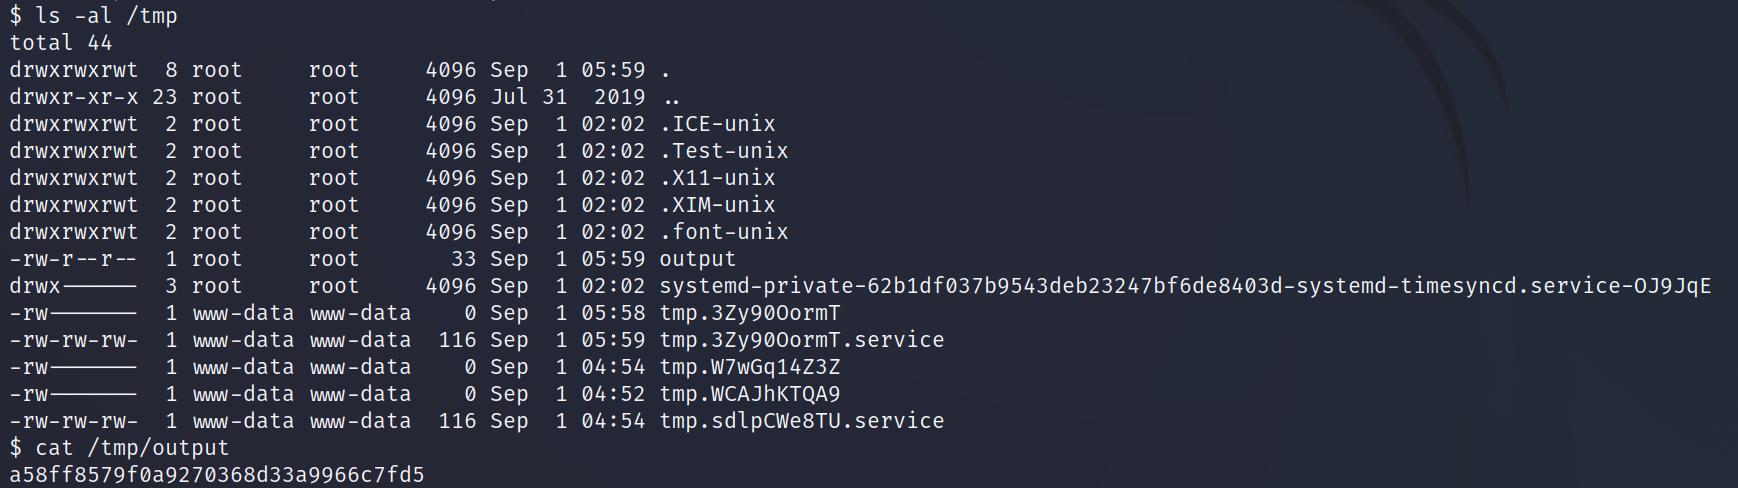 $ ls -al /tmp
total 44
drwxrwxrwt  8 root     root     4096 Sep  1 05:59 .
drwxr-xr-x 23 root     root     4096 Jul 31  2019 ..
drwxrwxrwt  2 root     root     4096 Sep  1 02:02 .ICE-unix
drwxrwxrwt  2 root     root     4096 Sep  1 02:02 .Test-unix
drwxrwxrwt  2 root     root     4096 Sep  1 02:02 .X11-unix
drwxrwxrwt  2 root     root     4096 Sep  1 02:02 .XIM-unix
drwxrwxrwt  2 root     root     4096 Sep  1 02:02 .font-unix
-rw-r--r--  1 root     root       33 Sep  1 05:59 output
drwx------  3 root     root     4096 Sep  1 02:02 systemd-private-62b1df037b9543deb23247bf6de8403d-systemd-timesyncd.service-OJ9JqE
-rw-------  1 www-data www-data    0 Sep  1 05:58 tmp.3Zy90OormT
-rw-rw-rw-  1 www-data www-data  116 Sep  1 05:59 tmp.3Zy90OormT.service
-rw-------  1 www-data www-data    0 Sep  1 04:54 tmp.W7wGq14Z3Z
-rw-------  1 www-data www-data    0 Sep  1 04:52 tmp.WCAJhKTQA9
-rw-rw-rw-  1 www-data www-data  116 Sep  1 04:54 tmp.sdlpCWe8TU.service
$ cat /tmp/output
a58ff8579f0a9270368d33a9966c7fd5